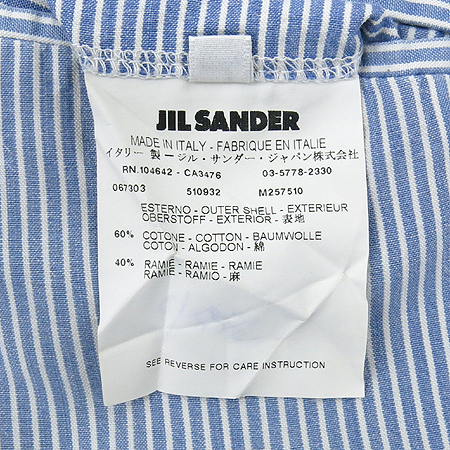 JIL SANDER
MADE IN ITALY - FABRIQUE EN ITALIE
イタリー 製 - ジル・サンダー・ジャパン株式会社
RN.104642 - CA3476 03-5778-2330
067303 510932 M257510
ESTERNO - OUTER SHELL - EXTERIEUR
OBERSTOFF - EXTERIOR - 表地
60% COTONE - COTTON - BAUMWOLLE
COTON - ALGODON - 綿
40% RAMIE - RAMIE - RAMIE
RAMIE - RAMIO - 麻
SEE REVERSE FOR CARE INSTRUCTION